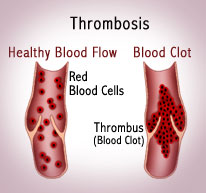 Thrombosis
Healthy Blood Flow
Blood Clot
Red
Blood Cells
Thrombus
(Blood Clot)